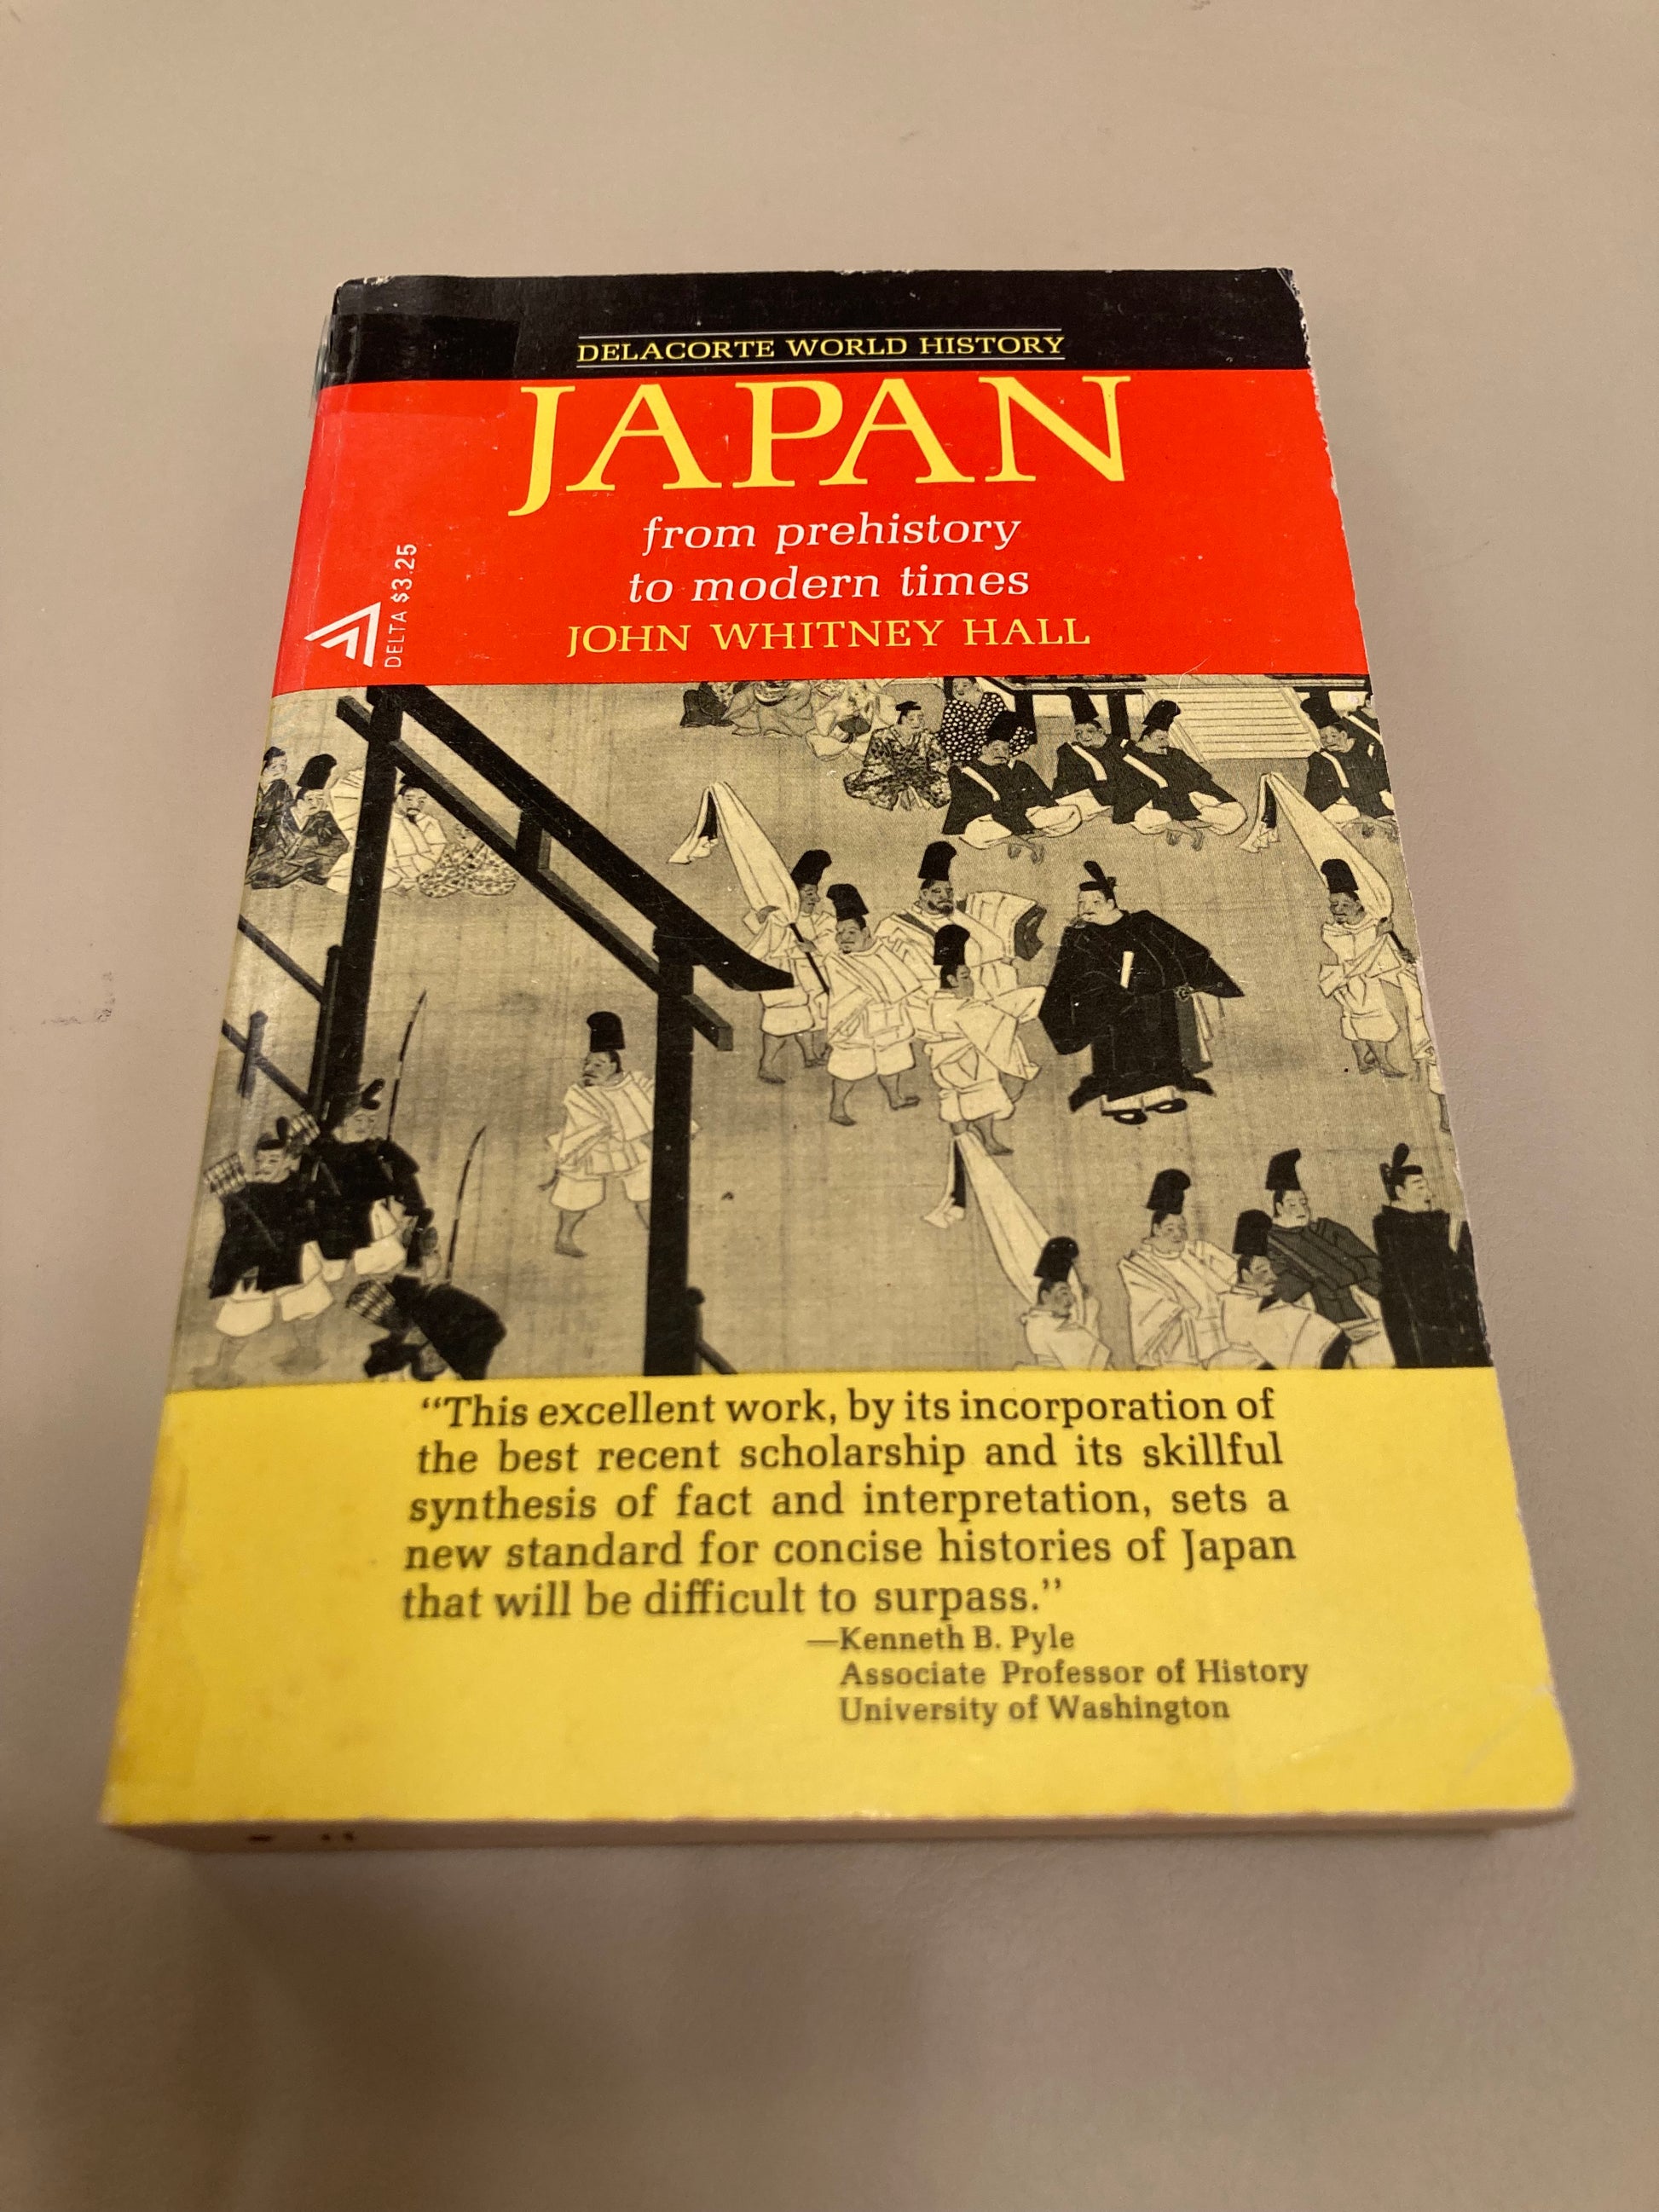 DELACORTE WORLD HISTORY
JAPAN
from prehistory
to modern times
JOHN WHITNEY HALL
DELTA $3.25
“This excellent work, by its incorporation of
the best recent scholarship and its skillful
synthesis of fact and interpretation, sets a
new standard for concise histories of Japan
that will be difficult to surpass.”
—Kenneth B. Pyle
Associate Professor of History
University of Washington